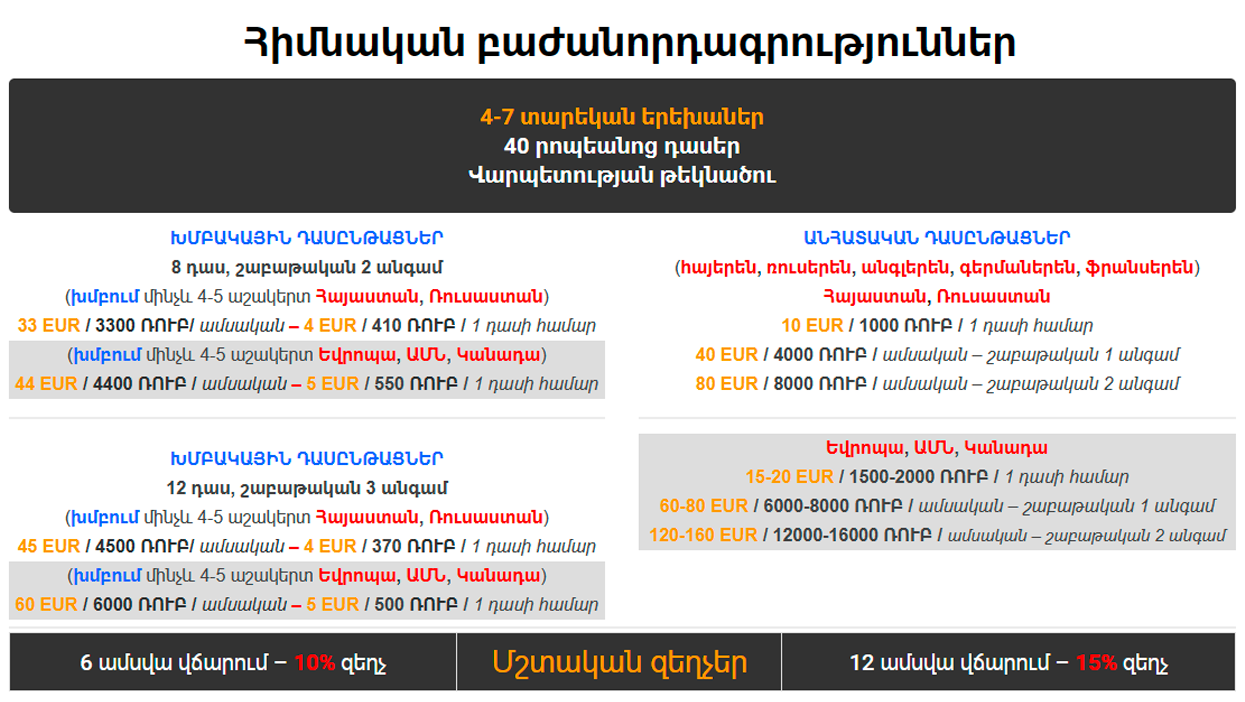 Հիմնական բաժանորդագրություններ
4-7 տարեկան երեխաներ
40 րոպեանոց դասեր
Վարպետության թեկնածու
ԽՄԲԱԿԱՅԻՆ ԴԱՍԸՆԹԱՑՆԵՐ
8 դաս, շաբաթական 2 անգամ
(խմբում մինչև 4-5 աշակերտ Հայաստան, Ռուսաստան)
33 EUR / 3300 ՌՈՒԲ/ ամսական – 4 EUR / 410 ՌՈՒԲ / 1 դասի համար
(խմբում մինչև 4-5 աշակերտ Եվրոպա, ԱՄՆ, Կանադա)
44 EUR / 4400 ՌՈՒԲ / ամսական – 5 EUR / 550 ՌՈՒԲ / 1 դասի համար
ԽՄԲԱԿԱՅԻՆ ԴԱՍԸՆԹԱՑՆԵՐ
12 դաս, շաբաթական 3 անգամ
(խմբում մինչև 4-5 աշակերտ Հայաստան, Ռուսաստան)
45 EUR / 4500 ՌՈՒԲ/ ամսական – 4 EUR / 370 ՌՈՒԲ / 1 դասի համար
(խմբում մինչև 4-5 աշակերտ Եվրոպա, ԱՄՆ, Կանադա)
60 EUR / 6000 ՌՈՒԲ / ամսական – 5 EUR / 500 ՌՈՒԲ / 1 դասի համար
ԱՆՀԱՏԱԿԱՆ ԴԱՍԸՆԹԱՑՆԵՐ
(հայերեն, ռուսերեն, անգլերեն, գերմաներեն, ֆրանսերեն)
Հայաստան, Ռուսաստան
10 EUR / 1000 ՌՈՒԲ / 1 դասի համար
40 EUR / 4000 ՌՈՒԲ / ամսական – շաբաթական 1 անգամ
80 EUR / 8000 ՌՈՒԲ / ամսական – շաբաթական 2 անգամ
Եվրոպա, ԱՄՆ, Կանադա
15-20 EUR / 1500-2000 ՌՈՒԲ / 1 դասի համար
60-80 EUR / 6000-8000 ՌՈՒԲ / ամսական – շաբաթական 1 անգամ
120-160 EUR / 12000-16000 ՌՈՒԲ / ամսական – շաբաթական 2 անգամ
6 ամսվա վճարում – 10% զեղչ
Մշտական զեղչեր
12 ամսվա վճարում – 15% զեղչ